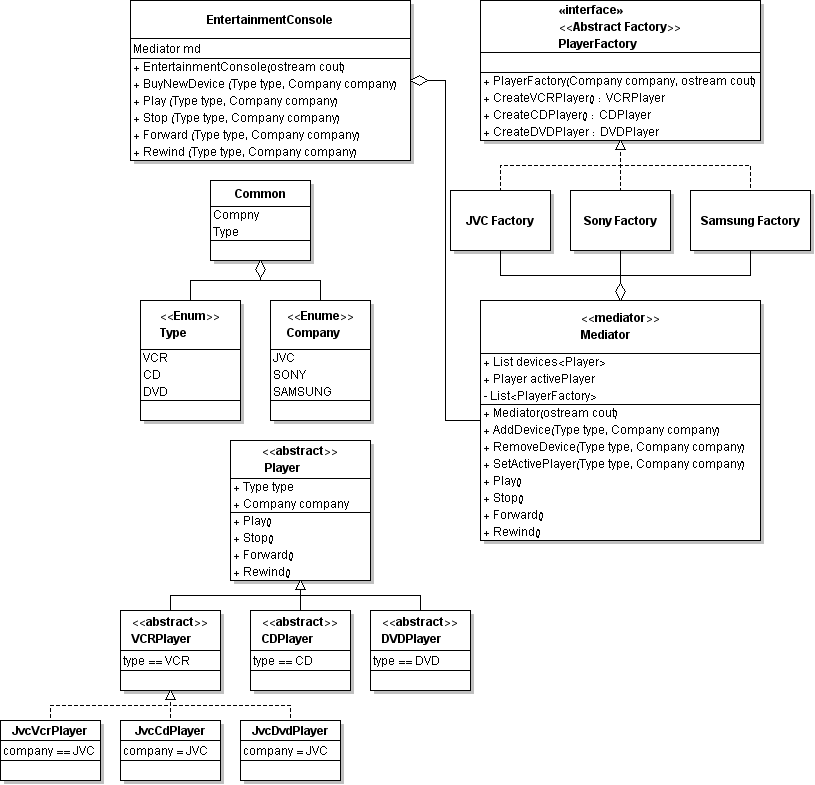 EntertainmentConsole
Mediator md
+ EntertainmentConsole(ostream cout)
+ BuyNewDevice (Type type, Company company)
+ Play (Type type, Company company)
+ Stop (Type type, Company company)
+ Forward (Type type, Company company)
+ Rewind (Type type, Company company)
«interface»
<<Abstract Factory>>
PlayerFactory
+ PlayerFactory(Company company, ostream cout)
+ CreateVCRPlayer() : VCRPlayer
+ CreateCDPlayer() : CDPlayer
+ CreateDVDPlayer : DVDPlayer
JVC Factory
Sony Factory
Samsung Factory
Common
Compny
Type
<<Enum>>
Type
VCR
CD
DVD
<<Enume>>
Company
JVC
SONY
SAMSUNG
<<mediator>>
Mediator
+ List devices<Player>
+ Player activePlayer
- List<PlayerFactory>
+ Mediator(ostream cout)
+ AddDevice(Type type, Company company)
+ RemoveDevice(Type type, Company company)
+ SetActivePlayer(Type type, Company company)
+ Play()
+ Stop()
+ Forward()
+ Rewind()
<<abstract>>
Player
+ Type type
+ Company company
+ Play()
+ Stop()
+ Forward()
+ Rewind()
<<abstract>>
VCRPlayer
type == VCR
<<abstract>>
CDPlayer
type == CD
<<abstract>>
DVDPlayer
type == DVD
JvcVcrPlayer
company == JVC
JvcCdPlayer
company = JVC
JvcDvdPlayer
company = JVC